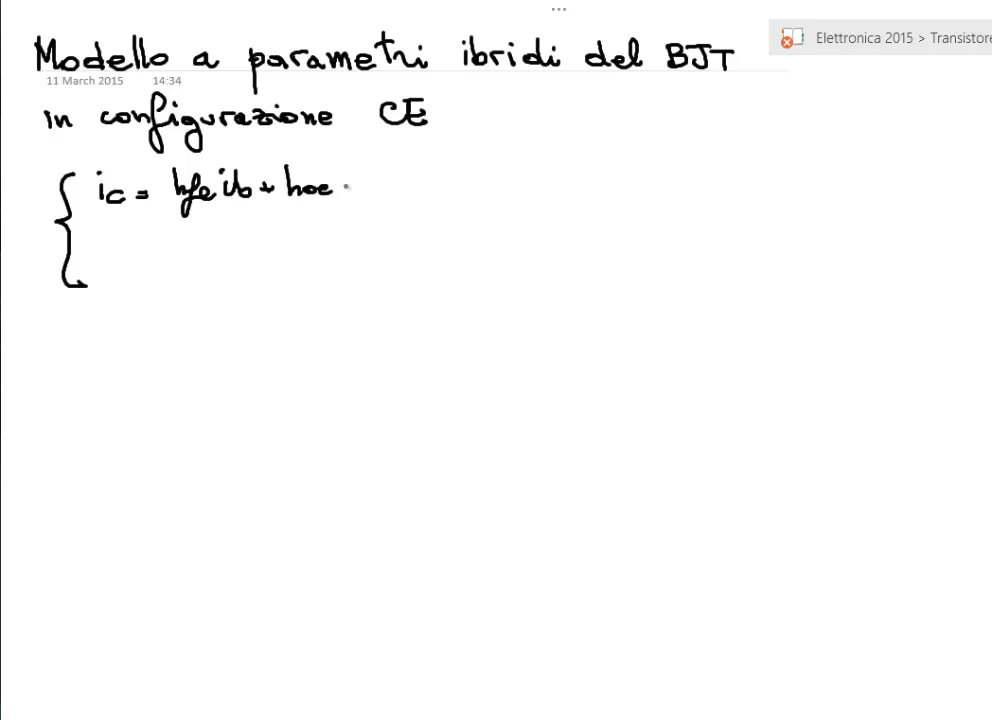 ...
Elettronica 2015 > Transistore
Modello a parametri ibridi del BJT
11 March 2015 14:34
in configurazione CE
ic = hfe ib + hoe